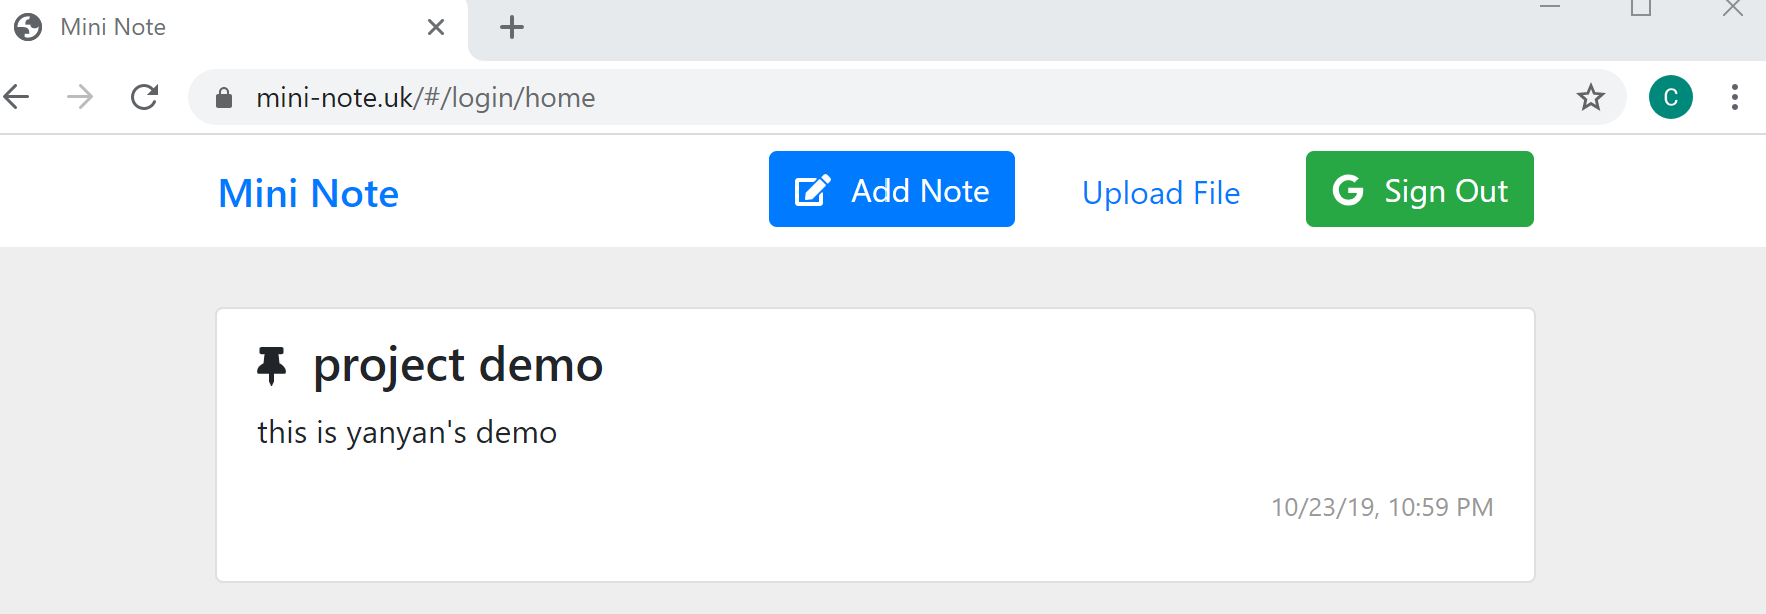 Mini Note
mini-note.uk/#/login/home
C
Mini Note
Add Note
Upload File
Sign Out
project demo
this is yanyan's demo
10/23/19, 10:59 PM